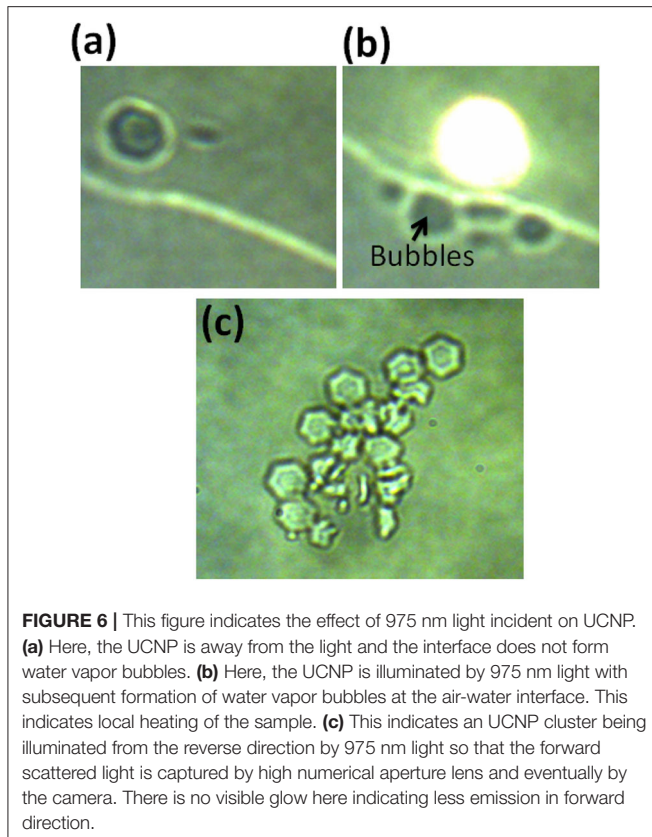 (a)
(b)
Bubbles
(c)
FIGURE 6 | This figure indicates the effect of 975 nm light incident on UCNP.
(a) Here, the UCNP is away from the light and the interface does not form
water vapor bubbles. (b) Here, the UCNP is illuminated by 975 nm light with
subsequent formation of water vapor bubbles at the air-water interface. This
indicates local heating of the sample. (c) This indicates an UCNP cluster being
illuminated from the reverse direction by 975 nm light so that the forward
scattered light is captured by high numerical aperture lens and eventually by
the camera. There is no visible glow here indicating less emission in forward
direction.